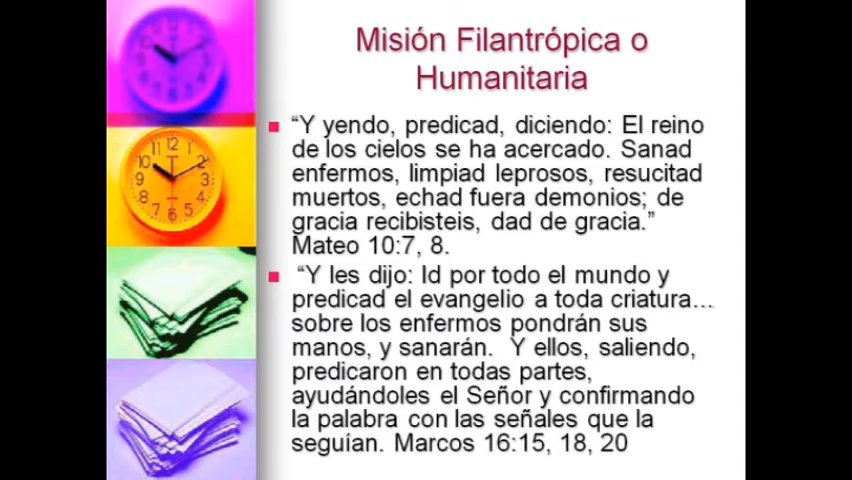 Misión Filantrópica o
Humanitaria
“Y yendo, predicad, diciendo: El reino
de los cielos se ha acercado. Sanad
enfermos, limpiad leprosos, resucitad
muertos, echad fuera demonios; de
gracia recibisteis, dad de gracia.”
Mateo 10:7, 8.
“Y les dijo: Id por todo el mundo y
predicad el evangelio a toda criatura...
sobre los enfermos pondrán sus
manos, y sanarán. Y ellos, saliendo,
predicaron en todas partes,
ayudándoles el Señor y confirmando
la palabra con las señales que la
seguían. Marcos 16:15, 18, 20